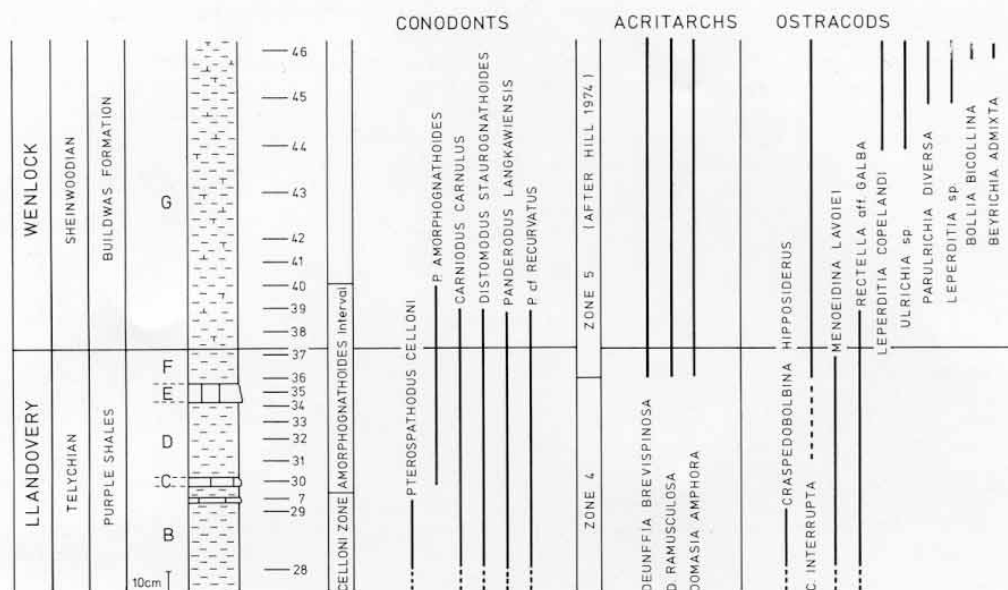 CONODONTS
ACRITARCHS
OSTRACODS
WENLOCK
LLANDOVERY
SHEINWOODIAN
TELYCHIAN
BUILDWAS FORMATION
PURPLE SHALES
G
F
E
D
C
B
10cm
46
45
44
43
42
41
40
39
38
37
36
35
34
33
32
31
30
7
29
28
AMORPHOGNATHOIDES Interval
CELLONI ZONE
PTEROSPATHODUS CELLONI
P. AMORPHOGNATHOIDES
CARNIODUS CARNULUS
DISTOMODUS STAUROGNATHOIDES
PANDERODUS LANGKAWIENSIS
P. cf RECURVATUS
ZONE 5 (AFTER HILL 1974)
ZONE 4
DEUNFFIA BREVISPINOSA
D. RAMUSCULOSA
DOMASIA AMPHORA
CRASPEDOBOLBINA HIPPOSIDERUS
C. INTERRUPTA
MENOEIDINA LAVOIEI
RECTELLA aff. GALBA
LEPERDITIA COPELANDI
ULRICHIA sp.
PARULRICHIA DIVERSA
LEPERDITIA sp.
BOLLIA BICOLLINA
BEYRICHIA ADMIXTA